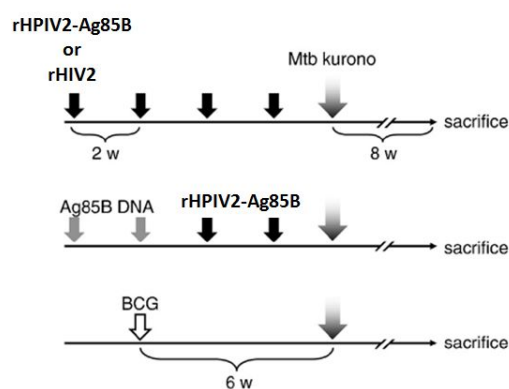 rHPIV2-Ag85B
or
rHIV2
Mtb kurono
sacrifice
2 w
8 w
Ag85B DNA
rHPIV2-Ag85B
sacrifice
BCG
sacrifice
6 w